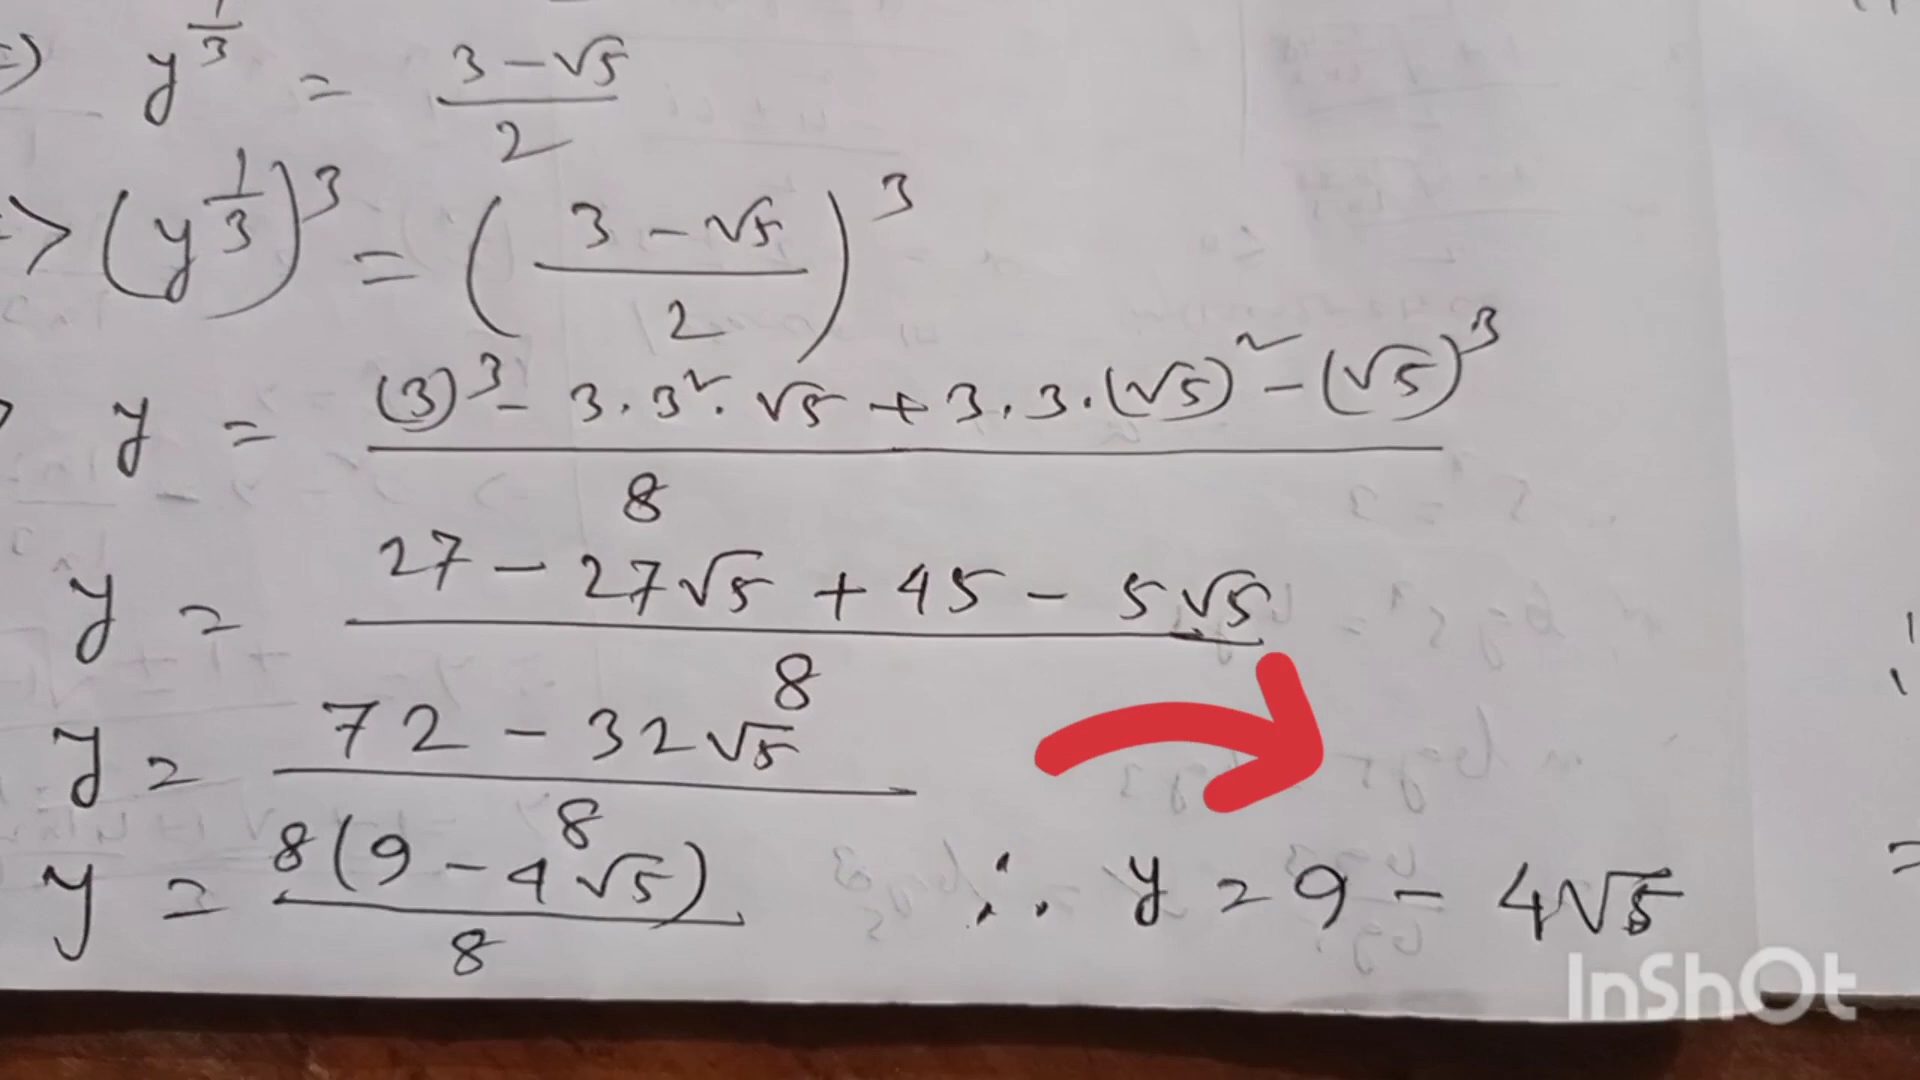 => y^{1/3} = (3 - √5)/2
=> (y^{1/3})^3 = ((3 - √5)/2)^3
y = ((3)^3 - 3.3^2.√5 + 3.3.(√5)^2 - (√5)^3)/8
y = (27 - 27√5 + 45 - 5√5)/8
y = (72 - 32√5)/8
y = 8(9 - 4√5)/8 ∴ y = 9 - 4√5
InShOt